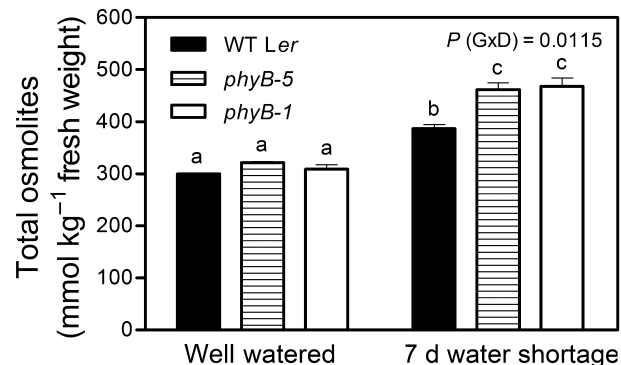 Total osmolites
(mmol kg⁻¹ fresh weight)
600
500
400
300
200
100
0
WT Ler
phyB-5
phyB-1
P (GxD) = 0.0115
a
a
a
b
c
c
Well watered
7 d water shortage